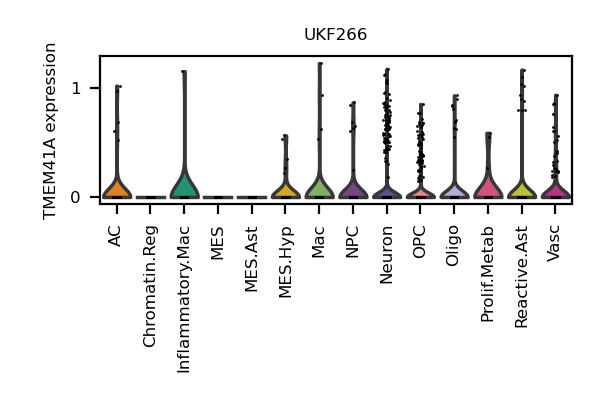 UKF266
TMEM41A expression
1
0
AC
Chromatin.Reg
Inflammatory.Mac
MES
MES.Ast
MES.Hyp
Mac
NPC
Neuron
OPC
Oligo
Prolif.Metab
Reactive.Ast
Vasc